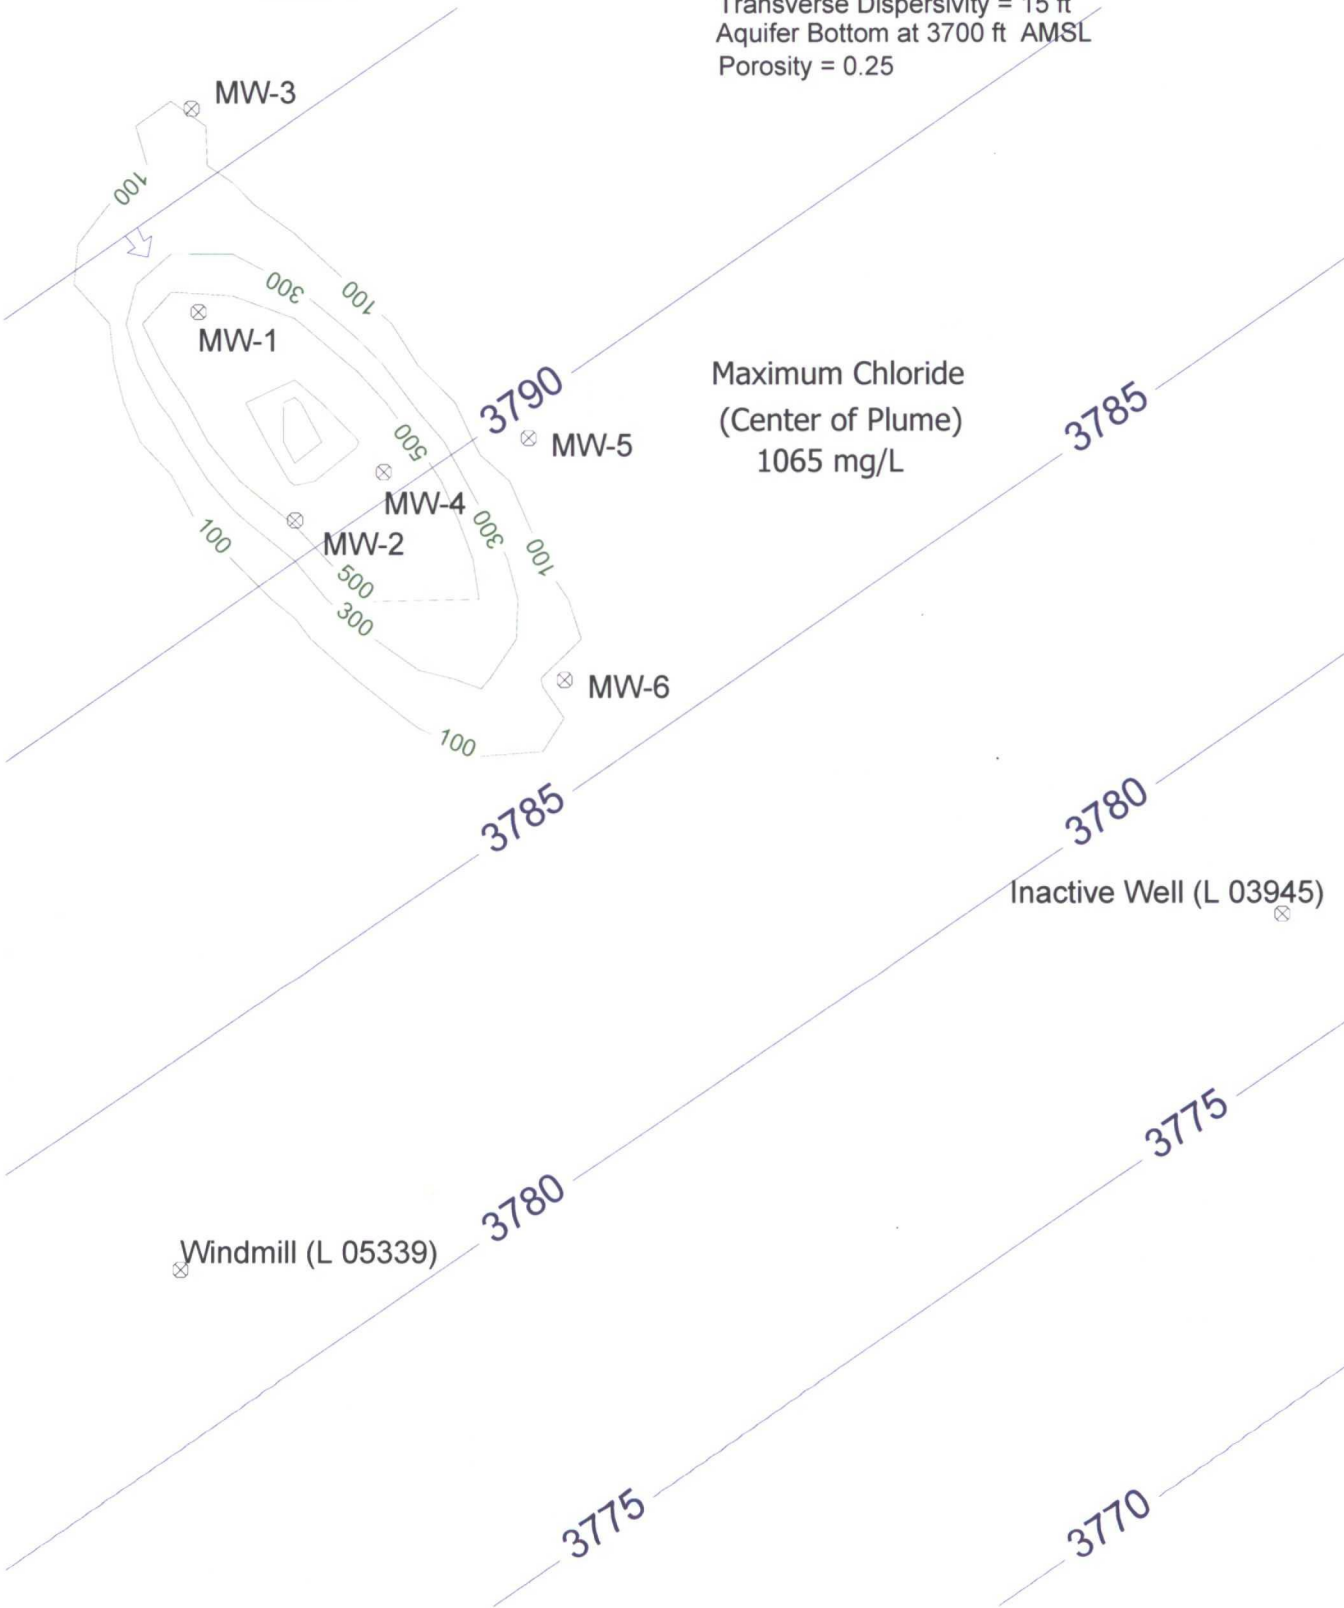 Transverse Dispersivity = 15 ft
Aquifer Bottom at 3700 ft AMSL
Porosity = 0.25
MW-3
100
300
100
MW-1
3790
Maximum Chloride
(Center of Plume)
1065 mg/L
3785
500
MW-5
MW-4
300
100
MW-2
100
500
300
MW-6
100
3785
3780
Inactive Well (L 03945)
3775
3780
Windmill (L 05339)
3775
3770